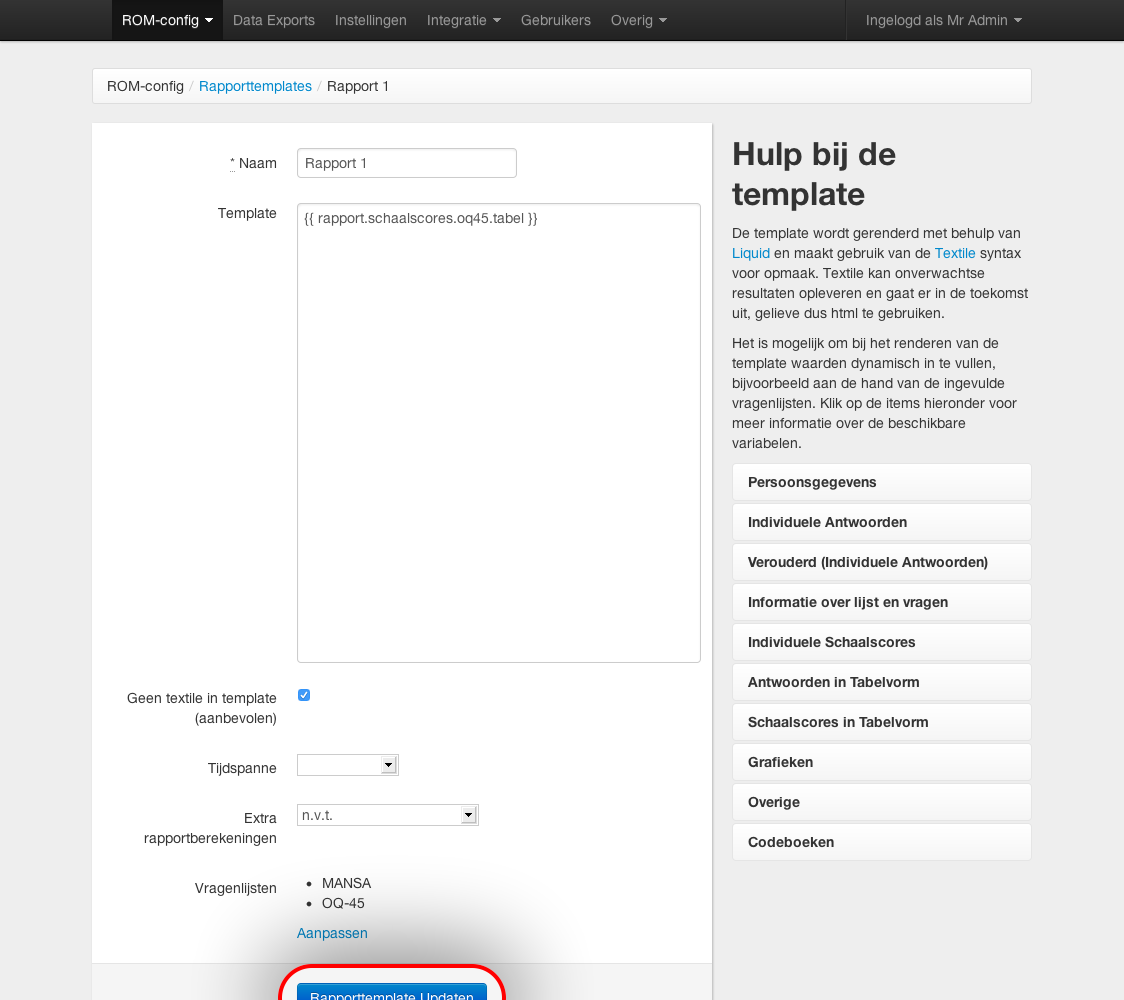 ROM-config Data Exports Instellingen Integratie Gebruikers Overig Ingelogd als Mr Admin
ROM-config / Rapporttemplates / Rapport 1
* Naam Rapport 1
Template {{ rapport.schaalscores.oq45.tabel }}
Geen textile in template
(aanbevolen)
Tijdspanne
Extra
rapportberekeningen
n.v.t.
Vragenlijsten
• MANSA
• OQ-45
Aanpassen
Rapporttemplate Updaten
Hulp bij de
template
De template wordt gerenderd met behulp van
Liquid en maakt gebruik van de Textile syntax
voor opmaak. Textile kan onverwachtse
resultaten opleveren en gaat er in de toekomst
uit, gelieve dus html te gebruiken.
Het is mogelijk om bij het renderen van de
template waarden dynamisch in te vullen,
bijvoorbeeld aan de hand van de ingevulde
vragenlijsten. Klik op de items hieronder voor
meer informatie over de beschikbare
variabelen.
Persoonsgegevens
Individuele Antwoorden
Verouderd (Individuele Antwoorden)
Informatie over lijst en vragen
Individuele Schaalscores
Antwoorden in Tabelvorm
Schaalscores in Tabelvorm
Grafieken
Overige
Codeboeken